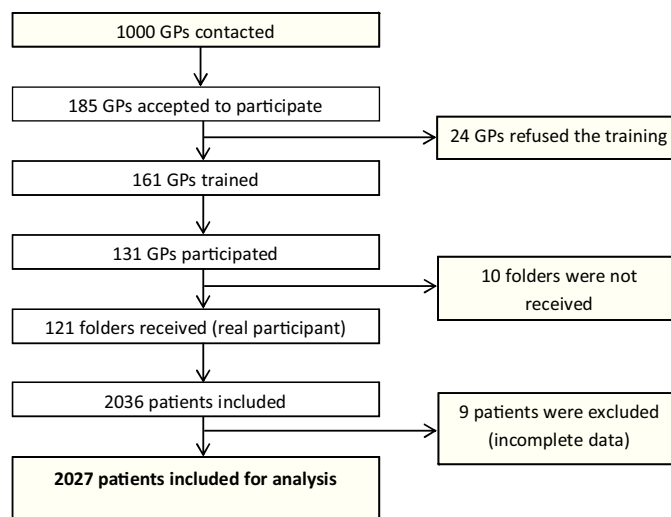 1000 GPs contacted
185 GPs accepted to participate
24 GPs refused the training
161 GPs trained
131 GPs participated
10 folders were not
received
121 folders received (real participant)
2036 patients included
9 patients were excluded
(incomplete data)
2027 patients included for analysis